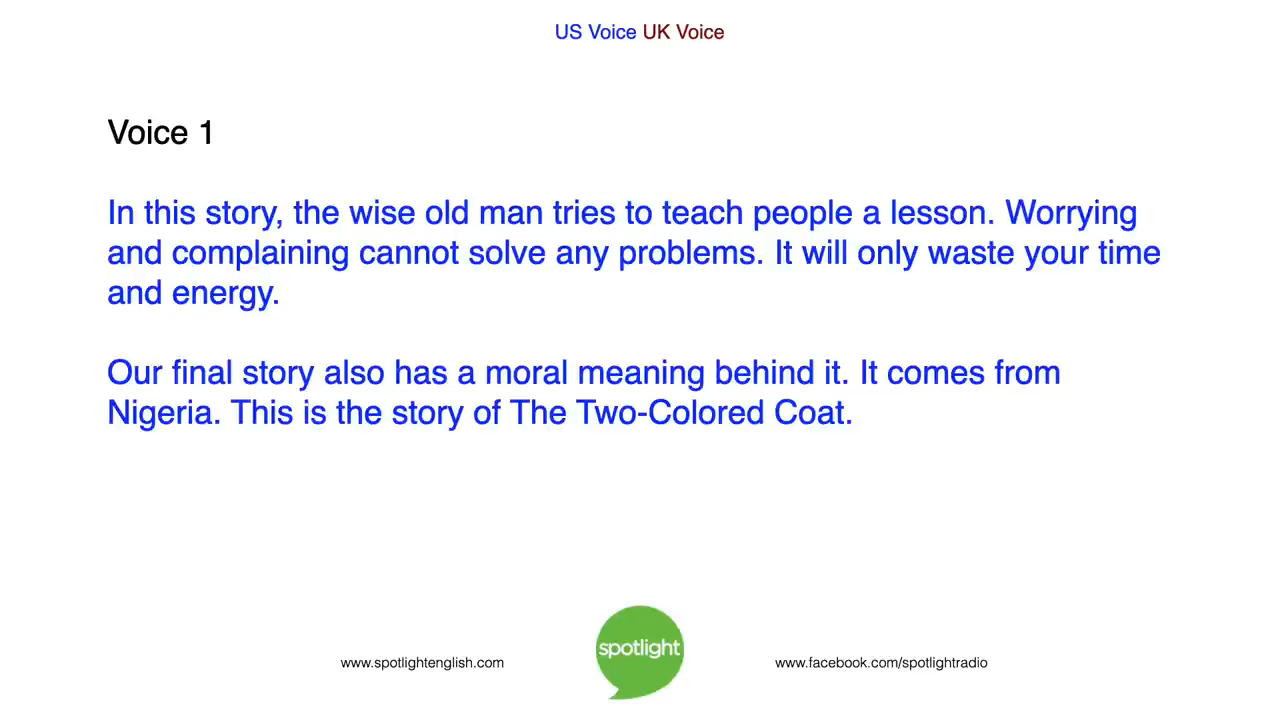 US Voice UK Voice
Voice 1
In this story, the wise old man tries to teach people a lesson. Worrying
and complaining cannot solve any problems. It will only waste your time
and energy.
Our final story also has a moral meaning behind it. It comes from
Nigeria. This is the story of The Two-Colored Coat.
spotlight
www.spotlightenglish.com
www.facebook.com/spotlightradio